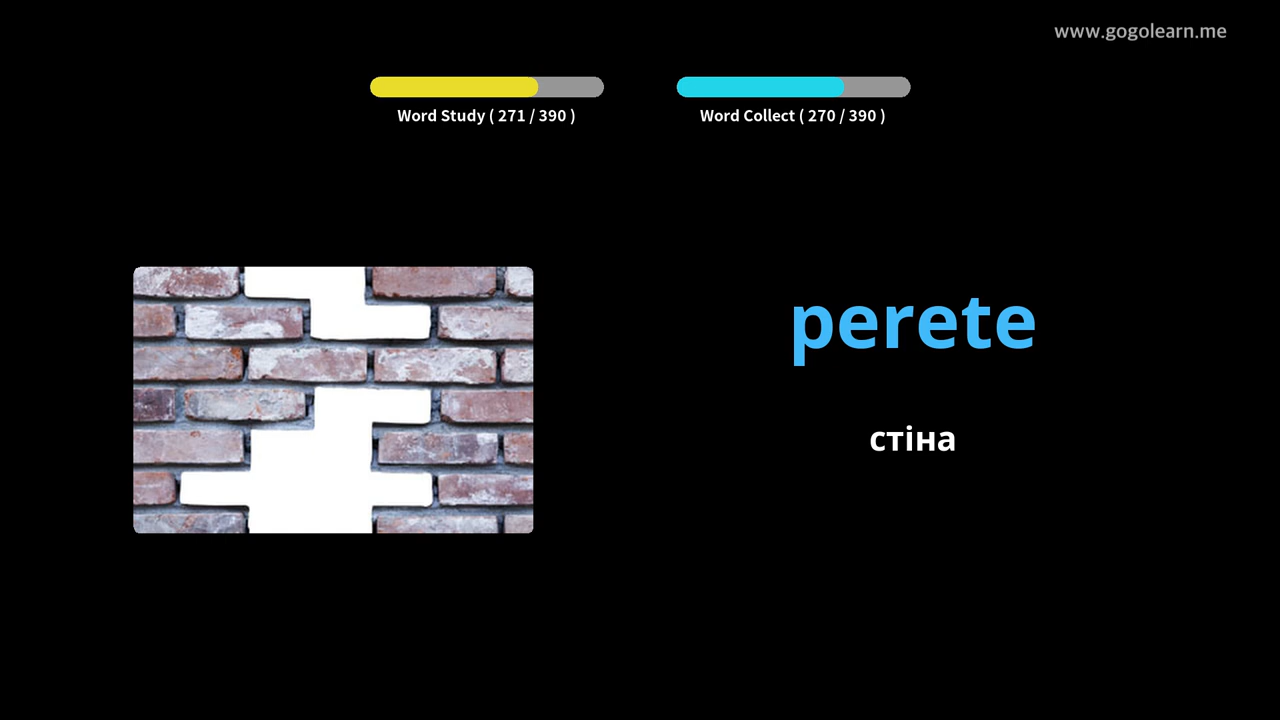 www.gogolearn.me
Word Study ( 271 / 390 )
Word Collect ( 270 / 390 )
perete
стіна